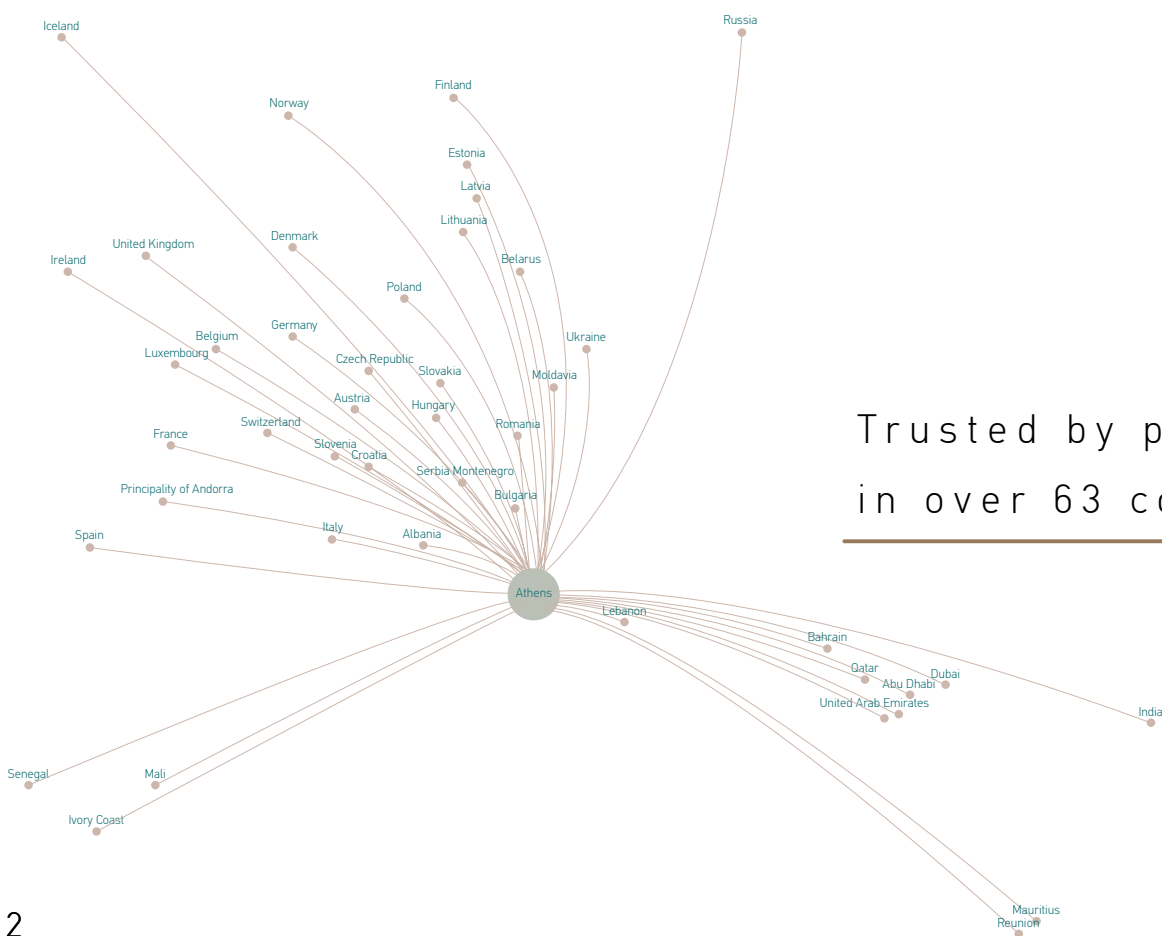 Iceland
Russia
Finland
Norway
Estonia
Latvia
Lithuania
Denmark
United Kingdom
Ireland
Belarus
Poland
Germany
Ukraine
Belgium
Luxembourg
Czech Republic
Slovakia
Moldavia
Austria
Hungary
Switzerland
Romania
France
Slovenia
Croatia
Serbia Montenegro
Principality of Andorra
Bulgaria
Italy
Albania
Spain
Athens
Lebanon
Bahrain
Qatar
Dubai
Abu Dhabi
United Arab Emirates
India
Senegal
Mali
Ivory Coast
Mauritius
Reunion
Trusted by p
in over 63 co
2